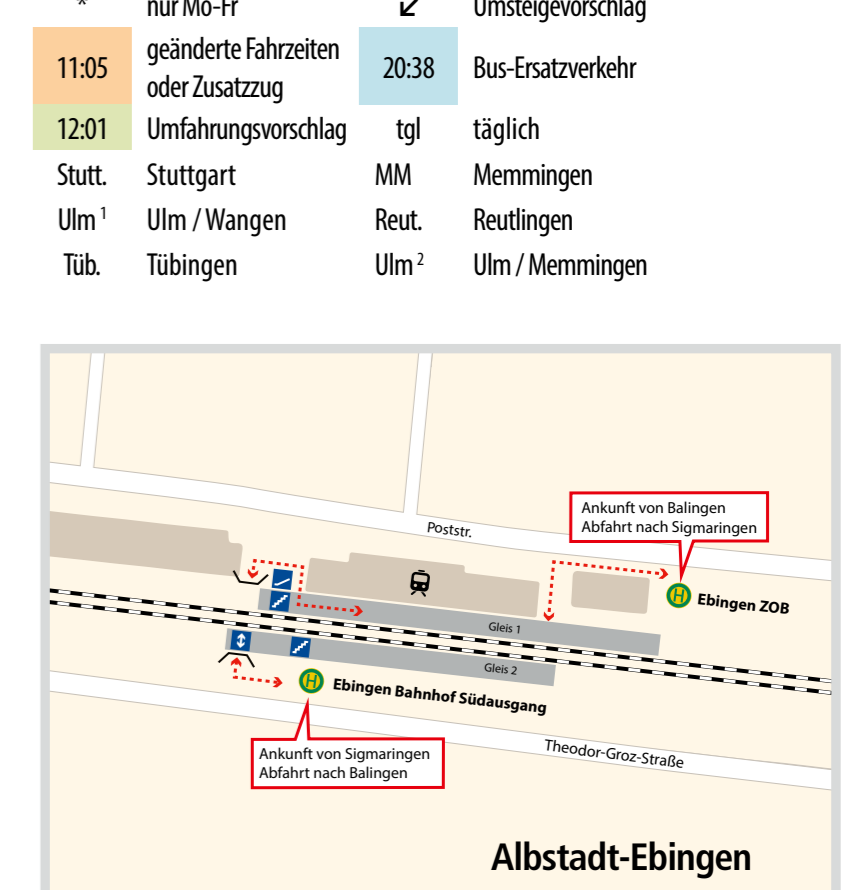 * nur Mo-Fr ↙ Umsteigevorschlag
11:05 geänderte Fahrzeiten oder Zusatzzug 20:38 Bus-Ersatzverkehr
12:01 Umfahrungsvorschlag tgl täglich
Stutt. Stuttgart MM Memmingen
Ulm 1 Ulm / Wangen Reut. Reutlingen
Tüb. Tübingen Ulm 2 Ulm / Memmingen
Ankunft von Balingen
Abfahrt nach Sigmaringen
Poststr.
H Ebingen ZOB
Gleis 1
Gleis 2
H Ebingen Bahnhof Südausgang
Ankunft von Sigmaringen
Abfahrt nach Balingen
Theodor-Groz-Straße
Albstadt-Ebingen